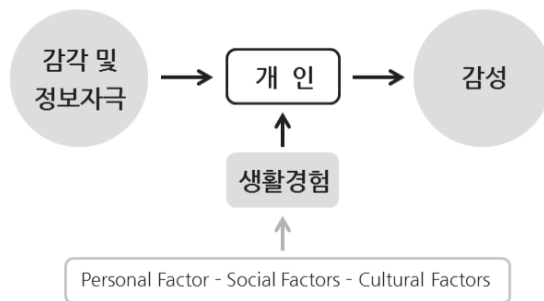 감각 및
정보자극
개 인
감성
생활경험
Personal Factor - Social Factors - Cultural Factors